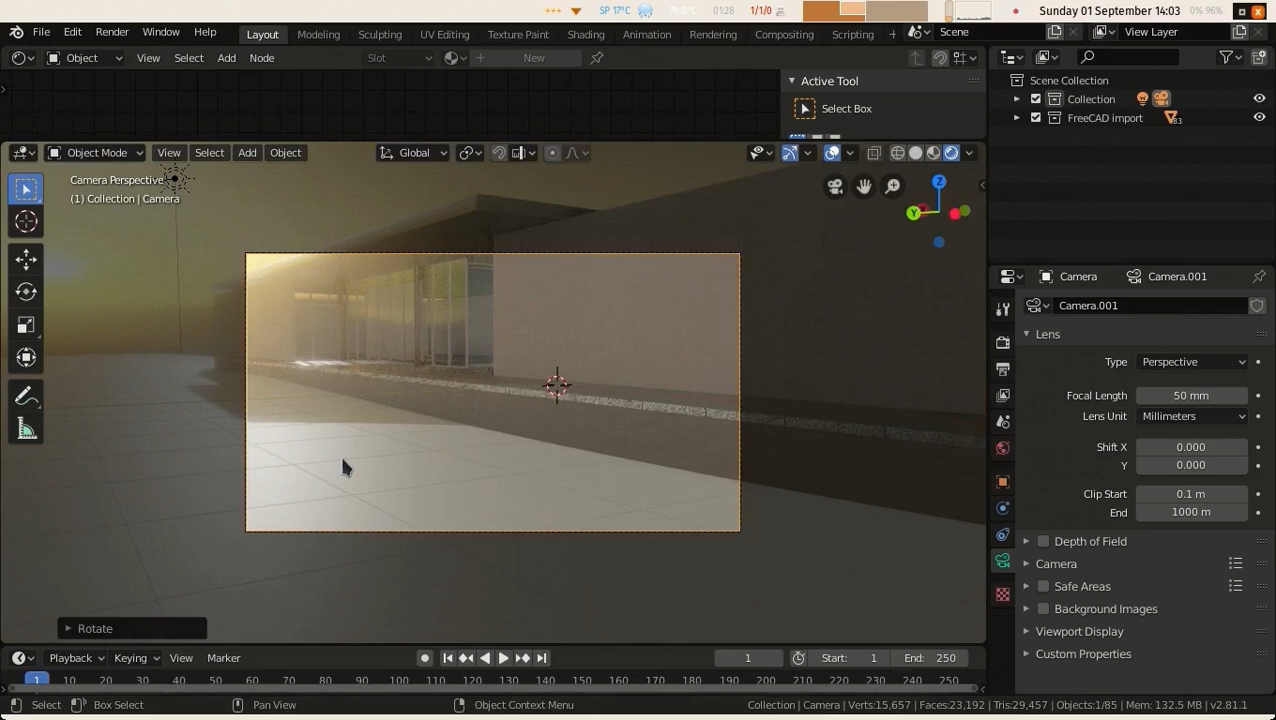 SP 17°C 70.0°C 01:28 1/1/0 Sunday 01 September 14:03 0% 96%
File Edit Render Window Help Layout Modeling Sculpting UV Editing Texture Paint Shading Animation Rendering Compositing Scripting + Scene View Layer
Object View Select Add Node Slot New
Active Tool
Select Box
Scene Collection
Collection
FreeCAD import 83
Object Mode View Select Add Object Global
Camera Perspective
(1) Collection | Camera
Z
Y
Camera Camera.001
Camera.001
Lens
Type Perspective
Focal Length 50 mm
Lens Unit Millimeters
Shift X 0.000
Y 0.000
Clip Start 0.1 m
End 1000 m
Depth of Field
Camera
Safe Areas
Background Images
Viewport Display
Custom Properties
Rotate
Playback Keying View Marker 1 Start: 1 End: 250
1 10 20 30 40 50 60 70 80 90 100 110 120 130 140 150 160 170 180 190 200 210 220 230 240 250
Select Box Select Pan View Object Context Menu Collection | Camera | Verts:15,657 | Faces:23,192 | Tris:29,457 | Objects:1/85 | Mem: 132.5 MB | v2.81.1